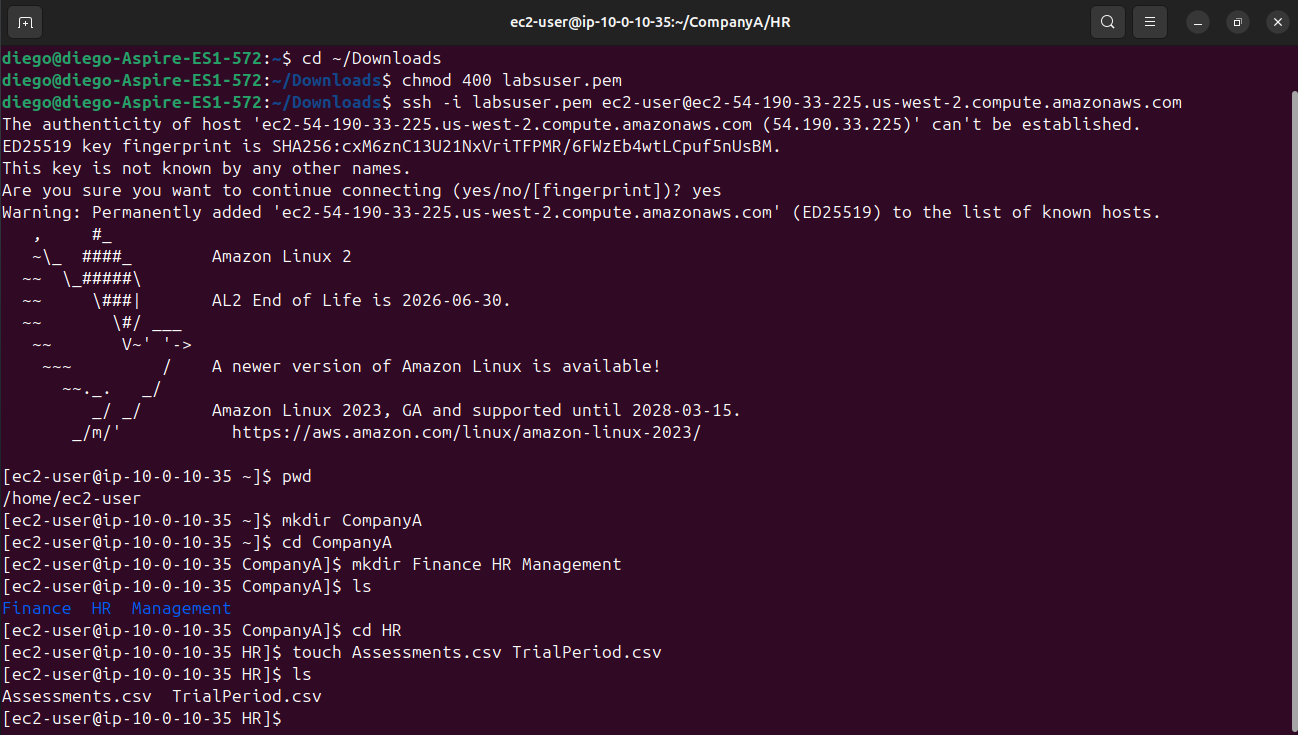 ec2-user@ip-10-0-10-35:~/CompanyA/HR
diego@diego-Aspire-ES1-572:~$ cd ~/Downloads
diego@diego-Aspire-ES1-572:~/Downloads$ chmod 400 labsuser.pem
diego@diego-Aspire-ES1-572:~/Downloads$ ssh -i labsuser.pem ec2-user@ec2-54-190-33-225.us-west-2.compute.amazonaws.com
The authenticity of host 'ec2-54-190-33-225.us-west-2.compute.amazonaws.com (54.190.33.225)' can't be established.
ED25519 key fingerprint is SHA256:cxM6znC13U21NxVriTFPMR/6FWzEb4wtLCpuf5nUsBM.
This key is not known by any other names.
Are you sure you want to continue connecting (yes/no/[fingerprint])? yes
Warning: Permanently added 'ec2-54-190-33-225.us-west-2.compute.amazonaws.com' (ED25519) to the list of known hosts.
   ,     #_
   ~\_  ####_        Amazon Linux 2
  ~~  \_#####\
  ~~     \###|       AL2 End of Life is 2026-06-30.
  ~~       \#/ ___
   ~~       V~' '->
    ~~~         /    A newer version of Amazon Linux is available!
      ~~._.   _/
         _/ _/       Amazon Linux 2023, GA and supported until 2028-03-15.
       _/m/'           https://aws.amazon.com/linux/amazon-linux-2023/
[ec2-user@ip-10-0-10-35 ~]$ pwd
/home/ec2-user
[ec2-user@ip-10-0-10-35 ~]$ mkdir CompanyA
[ec2-user@ip-10-0-10-35 ~]$ cd CompanyA
[ec2-user@ip-10-0-10-35 CompanyA]$ mkdir Finance HR Management
[ec2-user@ip-10-0-10-35 CompanyA]$ ls
Finance  HR  Management
[ec2-user@ip-10-0-10-35 CompanyA]$ cd HR
[ec2-user@ip-10-0-10-35 HR]$ touch Assessments.csv TrialPeriod.csv
[ec2-user@ip-10-0-10-35 HR]$ ls
Assessments.csv  TrialPeriod.csv
[ec2-user@ip-10-0-10-35 HR]$